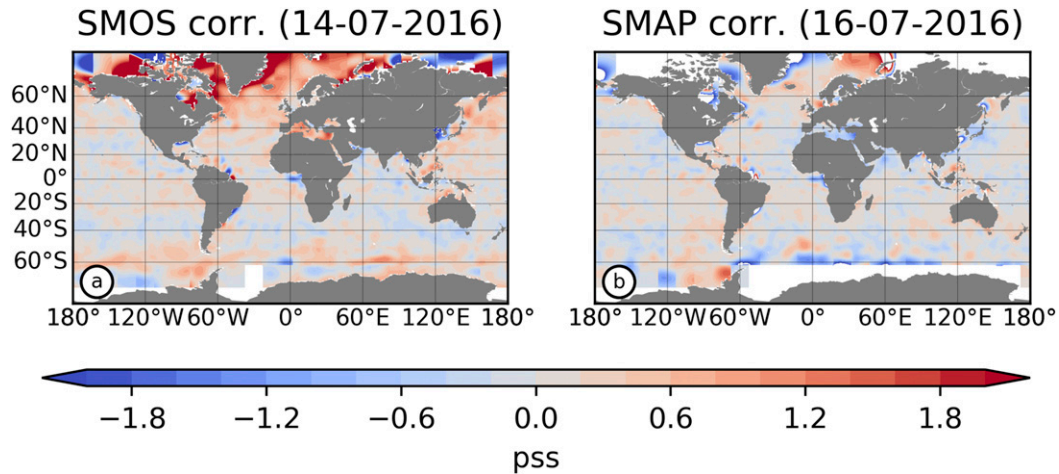 SMOS corr. (14-07-2016) SMAP corr. (16-07-2016)
60°N
40°N
20°N
0°
20°S
40°S
60°S
a b
180° 120°W 60°W 0° 60°E 120°E 180° 180° 120°W 60°W 0° 60°E 120°E 180°
−1.8 −1.2 −0.6 0.0 0.6 1.2 1.8
pss